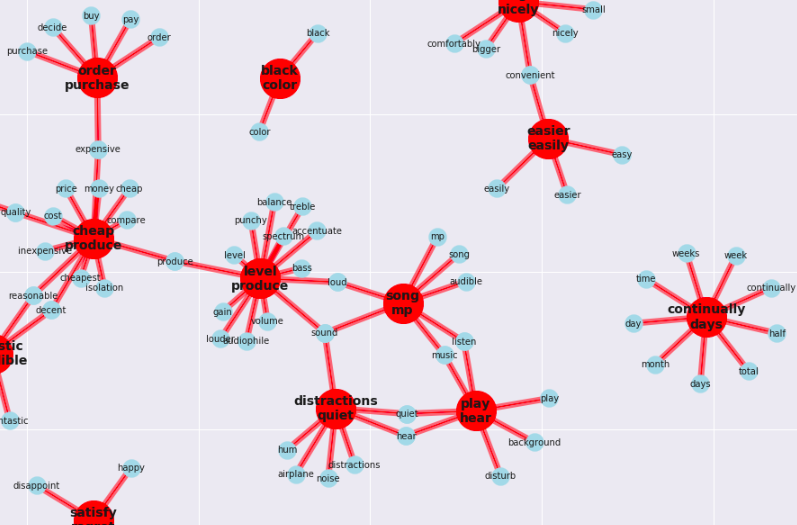 buy
pay
decide
order
purchase
order
purchase
black
black
color
color
nicely
small
nicely
comfortably
bigger
convenient
easier
easily
easy
easily
easier
expensive
price
money
cheap
quality
cost
compare
cheap
produce
inexpensive
cheapest
isolation
reasonable
decent
produce
balance
treble
punchy
accentuate
spectrum
level
bass
level
produce
loud
gain
volume
louder
audiophile
sound
mp
song
audible
song
mp
listen
music
weeks
week
time
continually
continually
days
day
half
month
total
days
distractions
quiet
quiet
hear
hum
airplane
noise
distractions
play
hear
play
background
disturb
happy
disappoint
satisfy